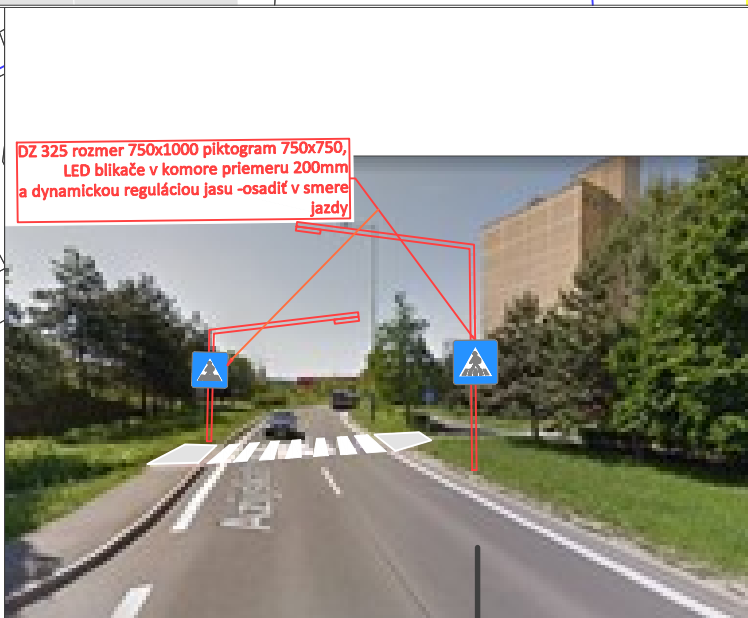 DZ 325 rozmer 750x1000 piktogram 750x750,
LED blikače v komore priemeru 200mm
a dynamickou reguláciou jasu -osadiť v smere
jazdy